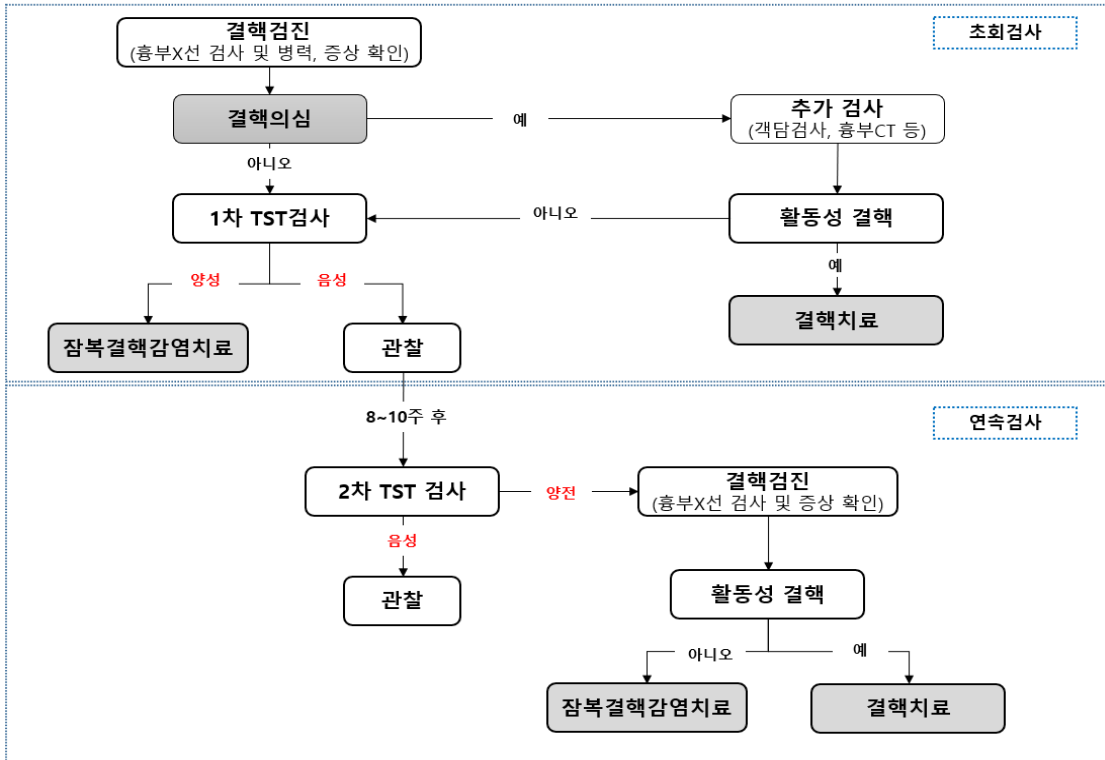 결핵검진
(흉부X선 검사 및 병력, 증상 확인)
초회검사
결핵의심
예
추가 검사
(객담검사, 흉부CT 등)
아니오
1차 TST검사
아니오
활동성 결핵
양성
음성
예
잠복결핵감염치료
관찰
결핵치료
8~10주 후
연속검사
2차 TST 검사
양전
결핵검진
(흉부X선 검사 및 증상 확인)
음성
관찰
활동성 결핵
아니오
예
잠복결핵감염치료
결핵치료